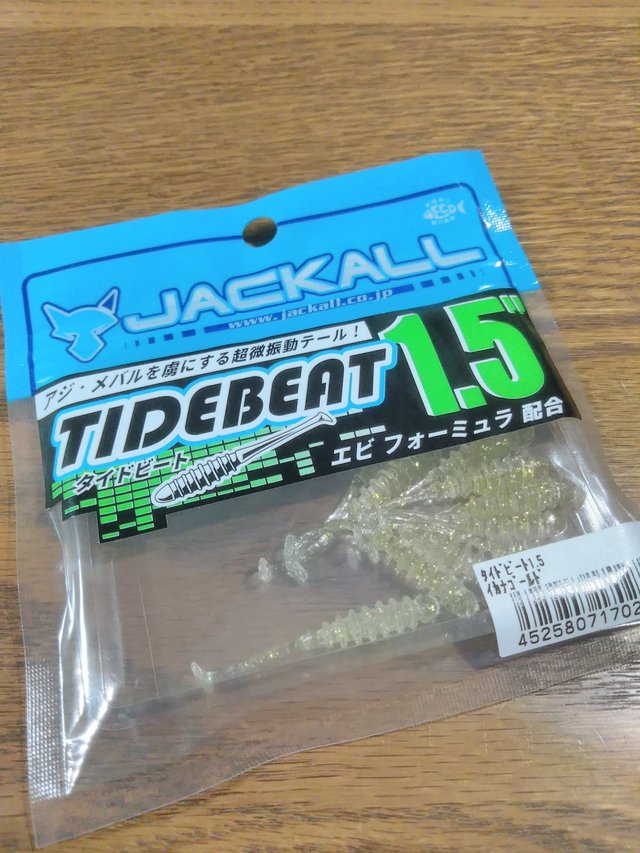 ECO
JACKALL
www.jackall.co.jp
アジ・メバルを虜にする超微振動テール！
TIDEBEAT 1.5"
タイドビート
エビ フォーミュラ 配合
タイドビート1.5
イカナゴールド
45258071702